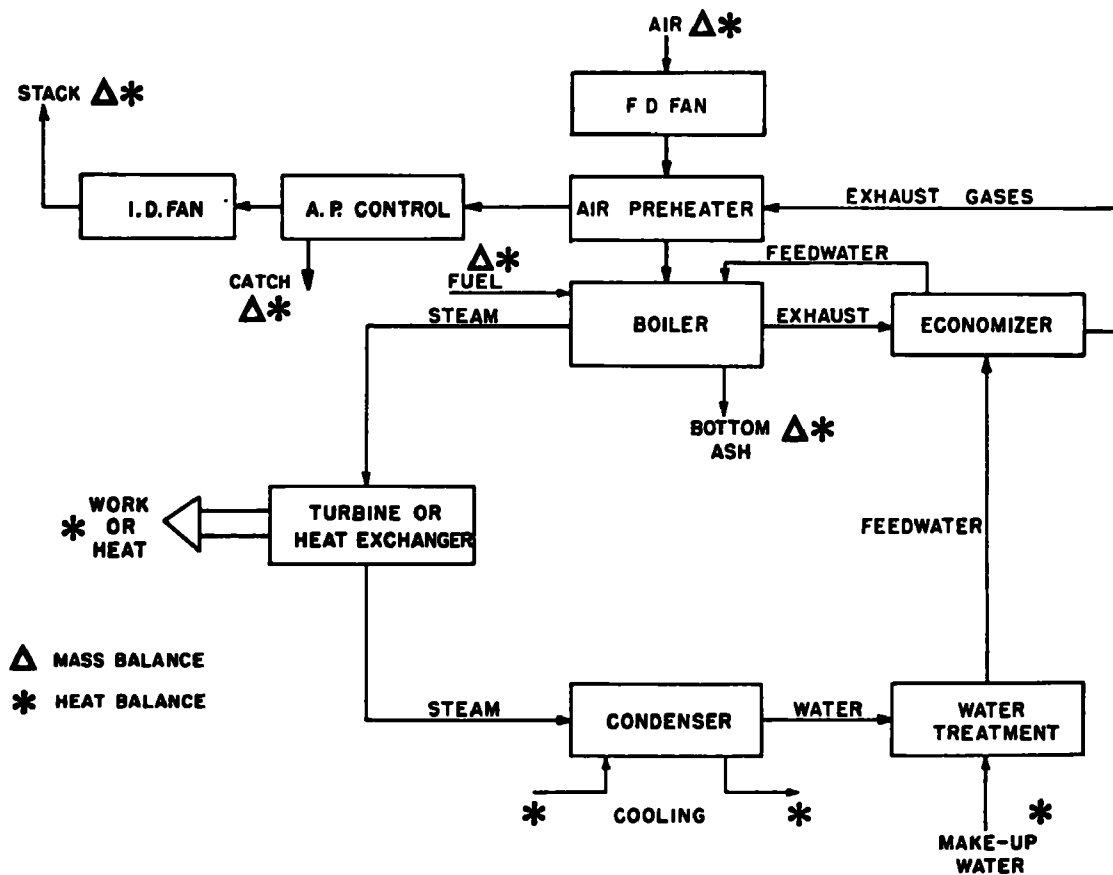 AIR Δ*
F D FAN
STACK Δ*
I.D. FAN
A.P. CONTROL
AIR PREHEATER
EXHAUST GASES
FEEDWATER
CATCH
Δ*
Δ*
FUEL
STEAM
BOILER
EXHAUST
ECONOMIZER
BOTTOM Δ*
ASH
WORK
* OR
HEAT
TURBINE OR
HEAT EXCHANGER
FEEDWATER
Δ MASS BALANCE
* HEAT BALANCE
STEAM
CONDENSER
WATER
WATER
TREATMENT
* COOLING *
*
MAKE-UP
WATER